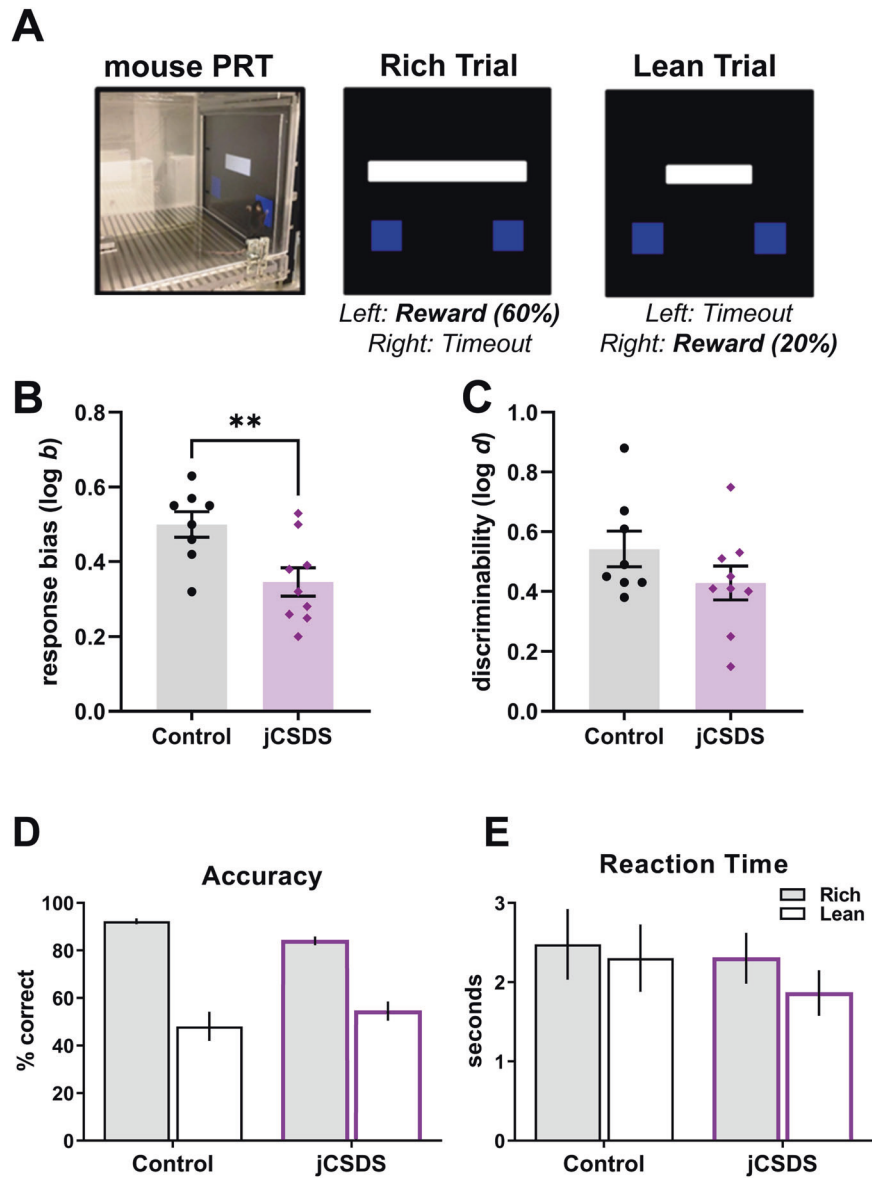 A
mouse PRT
Rich Trial
Lean Trial
Left: Reward (60%)
Right: Timeout
Left: Timeout
Right: Reward (20%)
B
response bias (log b)
0.8
0.6
0.4
0.2
0.0
**
Control
jCSDS
C
discriminability (log d)
1.0
0.8
0.6
0.4
0.2
0.0
Control
jCSDS
D
Accuracy
% correct
100
80
60
40
20
0
Control
jCSDS
E
Reaction Time
Rich
Lean
seconds
3
2
1
0
Control
jCSDS